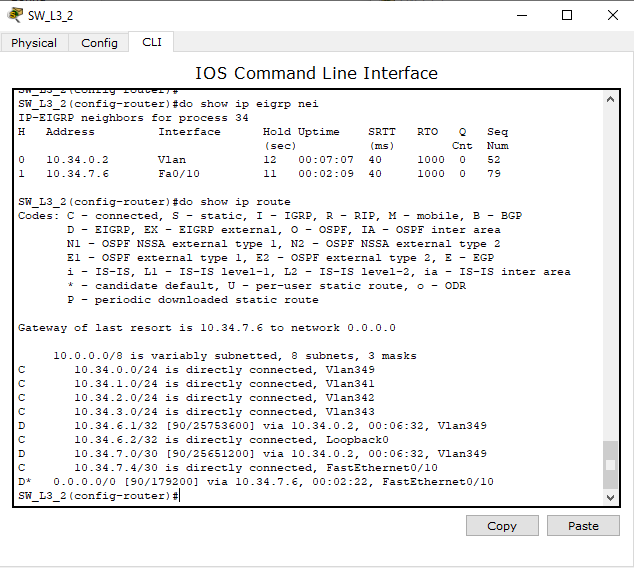 SW_L3_2
Physical Config CLI
IOS Command Line Interface
SW_L3_2(config-router)#
SW_L3_2(config-router)#do show ip eigrp nei
IP-EIGRP neighbors for process 34
H   Address         Interface      Hold Uptime    SRTT   RTO   Q   Seq
                                   (sec)          (ms)        Cnt  Num
0   10.34.0.2       Vlan           12   00:07:07  40     1000  0   52
1   10.34.7.6       Fa0/10         11   00:02:09  40     1000  0   79
SW_L3_2(config-router)#do show ip route
Codes: C - connected, S - static, I - IGRP, R - RIP, M - mobile, B - BGP
       D - EIGRP, EX - EIGRP external, O - OSPF, IA - OSPF inter area
       N1 - OSPF NSSA external type 1, N2 - OSPF NSSA external type 2
       E1 - OSPF external type 1, E2 - OSPF external type 2, E - EGP
       i - IS-IS, L1 - IS-IS level-1, L2 - IS-IS level-2, ia - IS-IS inter area
       * - candidate default, U - per-user static route, o - ODR
       P - periodic downloaded static route
Gateway of last resort is 10.34.7.6 to network 0.0.0.0
     10.0.0.0/8 is variably subnetted, 8 subnets, 3 masks
C       10.34.0.0/24 is directly connected, Vlan349
C       10.34.1.0/24 is directly connected, Vlan341
C       10.34.2.0/24 is directly connected, Vlan342
C       10.34.3.0/24 is directly connected, Vlan343
D       10.34.6.1/32 [90/25753600] via 10.34.0.2, 00:06:32, Vlan349
C       10.34.6.2/32 is directly connected, Loopback0
D       10.34.7.0/30 [90/25651200] via 10.34.0.2, 00:06:32, Vlan349
C       10.34.7.4/30 is directly connected, FastEthernet0/10
D*   0.0.0.0/0 [90/179200] via 10.34.7.6, 00:02:22, FastEthernet0/10
SW_L3_2(config-router)#
Copy Paste